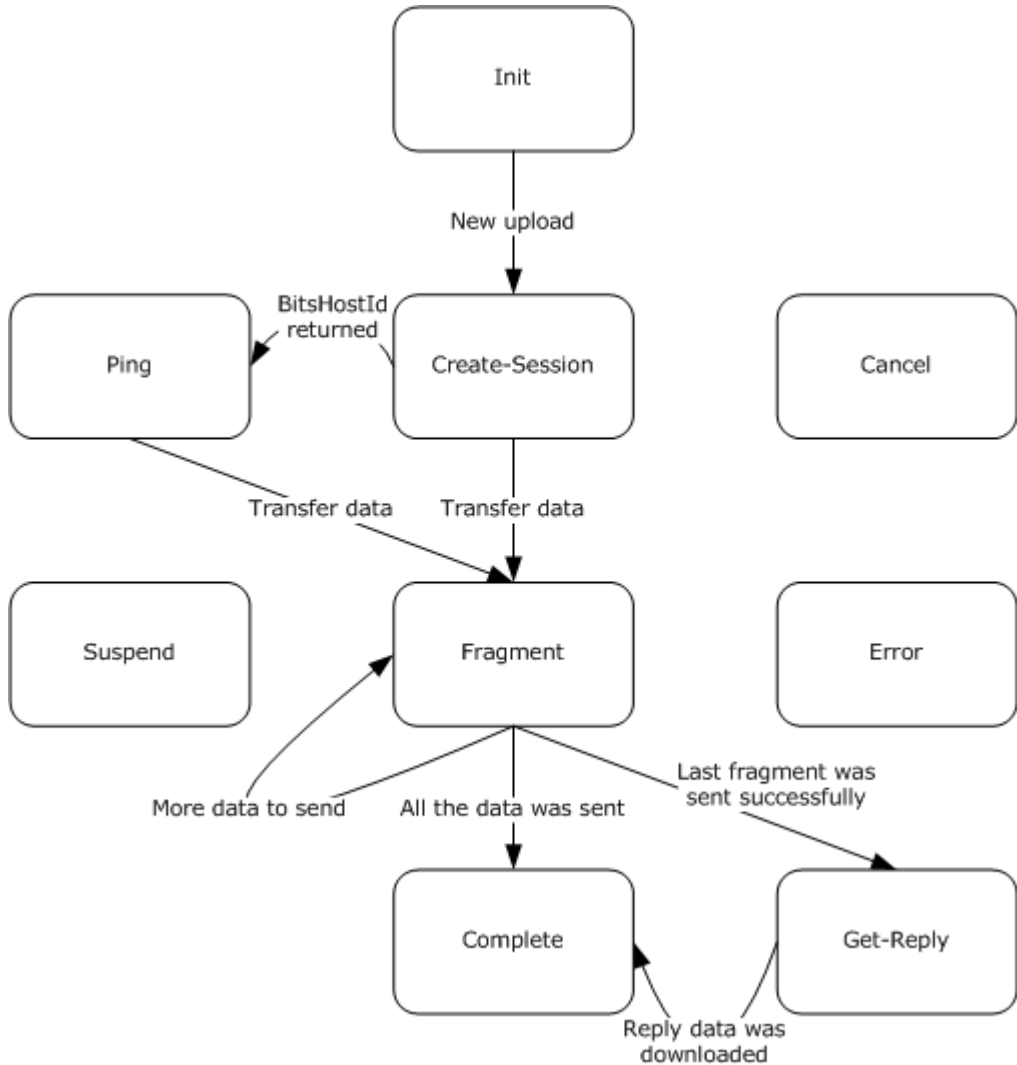 Init
New upload
BitsHostId
returned
Ping
Create-Session
Cancel
Transfer data
Transfer data
Suspend
Fragment
Error
More data to send
All the data was sent
Last fragment was
sent successfully
Complete
Get-Reply
Reply data was
downloaded